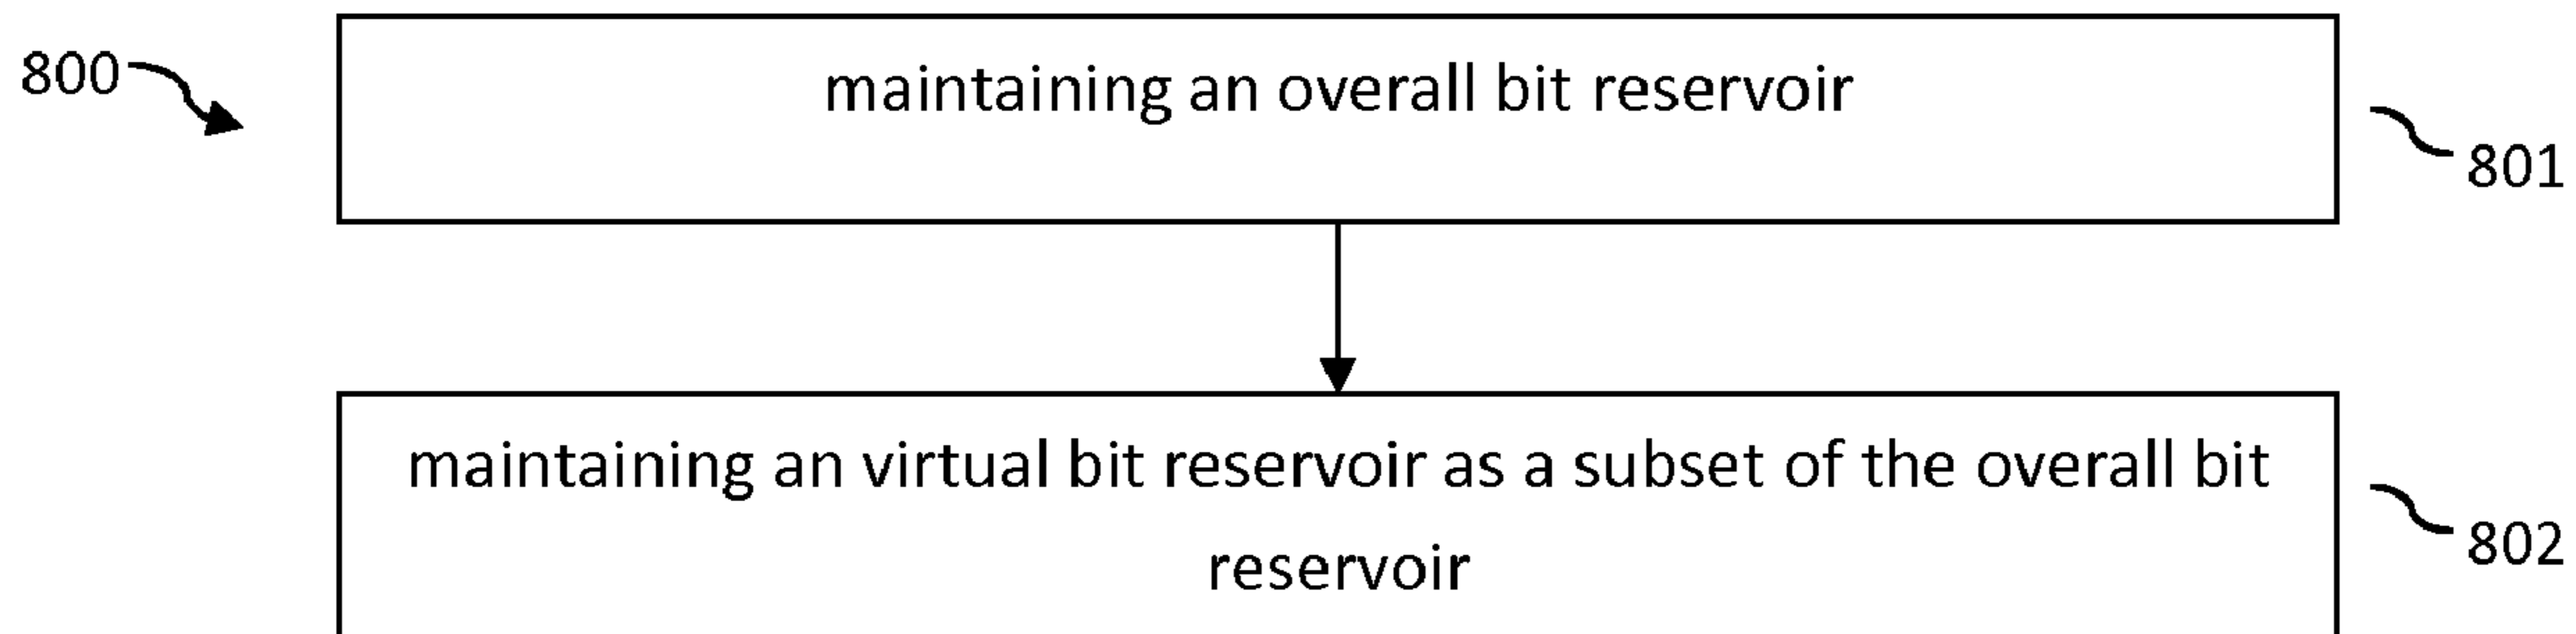 800
maintaining an overall bit reservoir
801
maintaining an virtual bit reservoir as a subset of the overall bit
reservoir
802